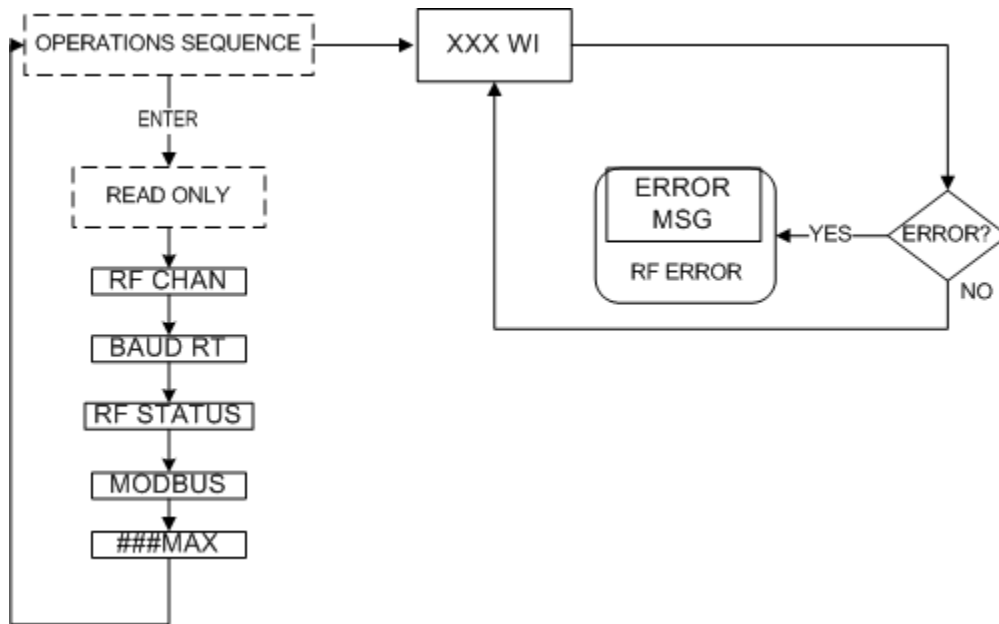 OPERATIONS SEQUENCE
XXX WI
ENTER
READ ONLY
ERROR
MSG
RF ERROR
YES
ERROR?
NO
RF CHAN
BAUD RT
RF STATUS
MODBUS
###MAX